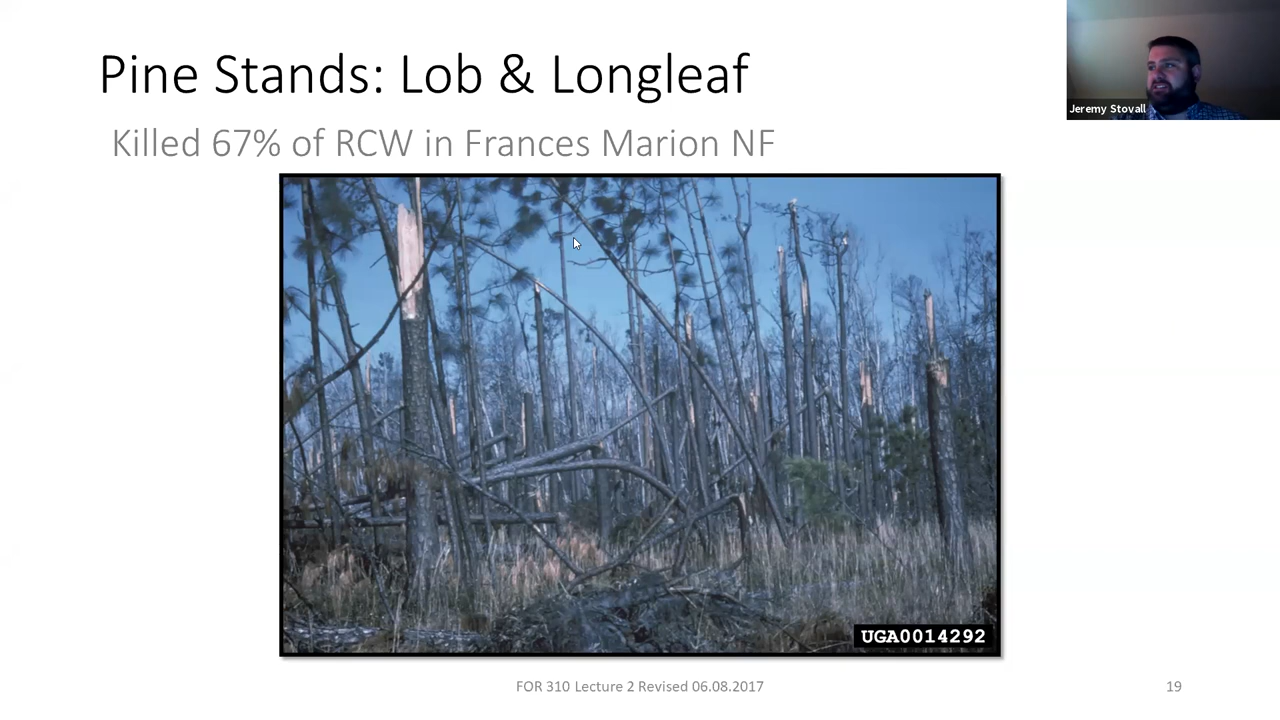 Pine Stands: Lob & Longleaf
Killed 67% of RCW in Frances Marion NF
Jeremy Stovall
UGA0014292
FOR 310 Lecture 2 Revised 06.08.2017
19